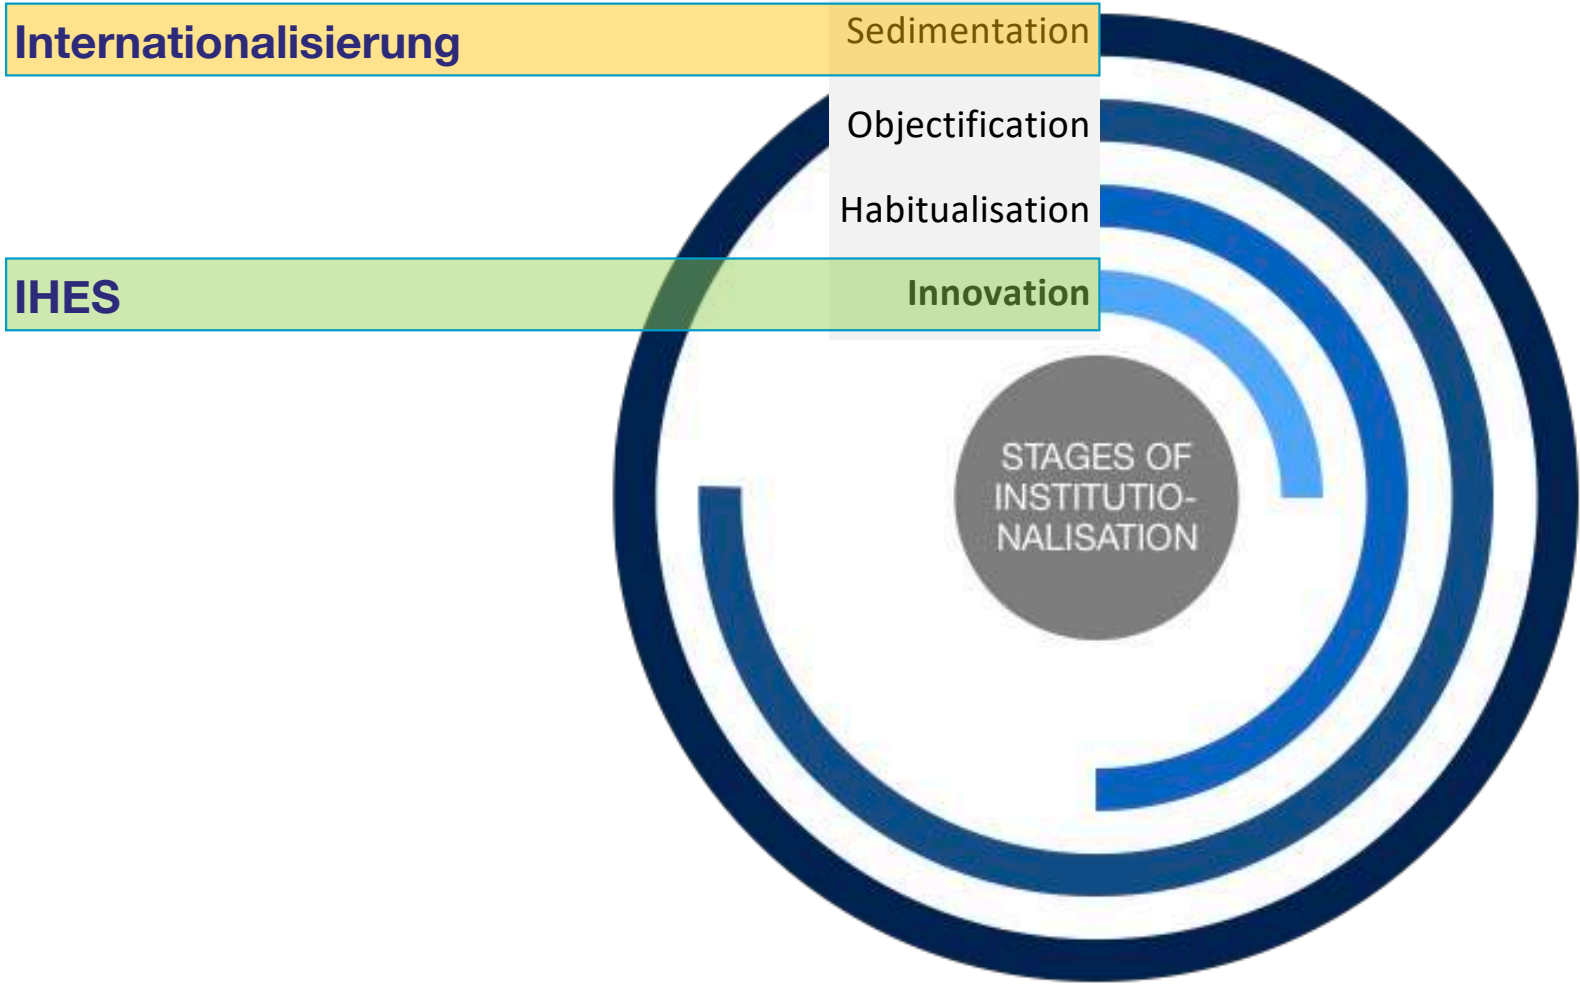 Internationalisierung
Sedimentation
Objectification
Habitualisation
IHES
Innovation
STAGES OF
INSTITUTIO-
NALISATION